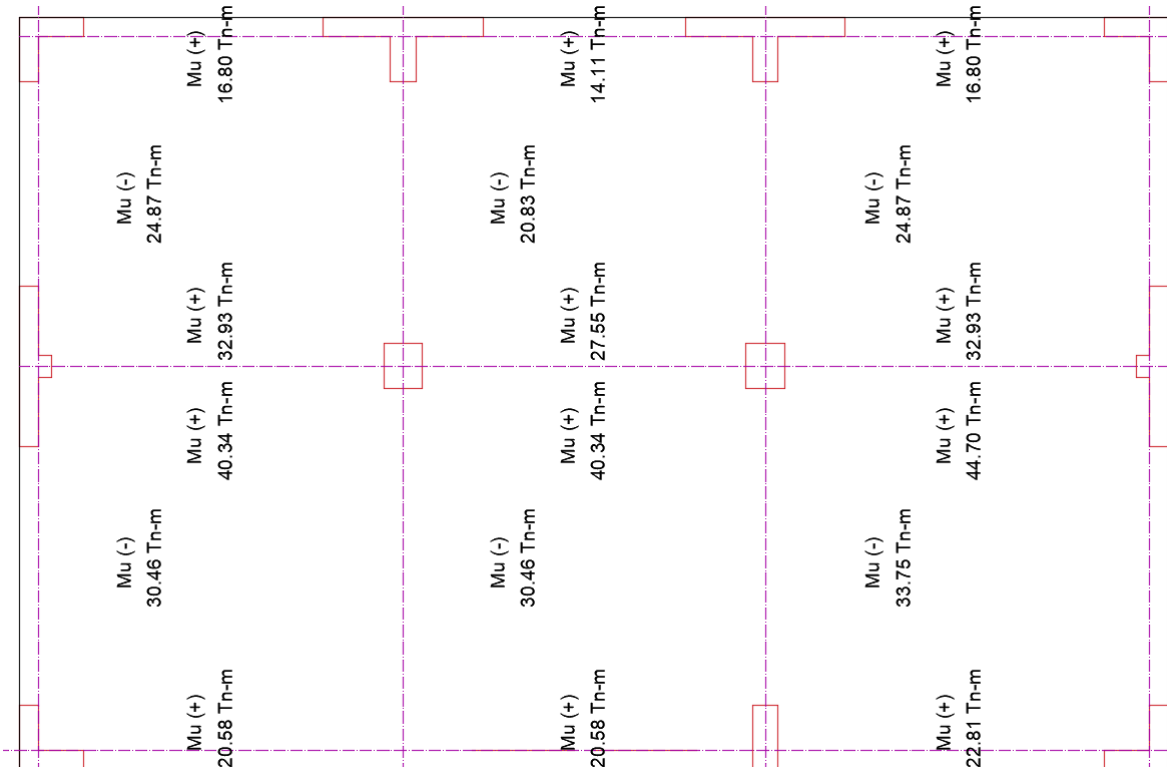 Mu (+)
16.80 Tn-m
Mu (+)
14.11 Tn-m
Mu (+)
16.80 Tn-m
Mu (-)
24.87 Tn-m
Mu (-)
20.83 Tn-m
Mu (-)
24.87 Tn-m
Mu (+)
32.93 Tn-m
Mu (+)
27.55 Tn-m
Mu (+)
32.93 Tn-m
Mu (+)
40.34 Tn-m
Mu (+)
40.34 Tn-m
Mu (+)
44.70 Tn-m
Mu (-)
30.46 Tn-m
Mu (-)
30.46 Tn-m
Mu (-)
33.75 Tn-m
Mu (+)
20.58 Tn-m
Mu (+)
20.58 Tn-m
Mu (+)
22.81 Tn-m